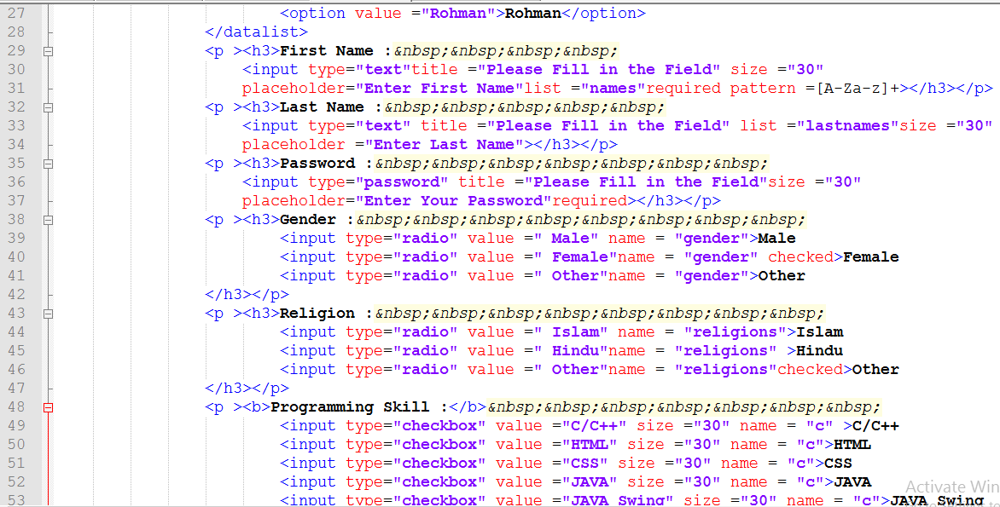 27 <option value ="Rohman">Rohman</option>
28 </datalist>
29 <p ><h3>First Name :&nbsp;&nbsp;&nbsp;&nbsp;
30 <input type="text"title ="Please Fill in the Field" size ="30"
31 placeholder="Enter First Name"list ="names"required pattern =[A-Za-z]+></h3></p>
32 <p ><h3>Last Name :&nbsp;&nbsp;&nbsp;&nbsp;&nbsp;
33 <input type="text" title ="Please Fill in the Field" list ="lastnames"size ="30"
34 placeholder ="Enter Last Name"></h3></p>
35 <p ><h3>Password :&nbsp;&nbsp;&nbsp;&nbsp;&nbsp;&nbsp;&nbsp;
36 <input type="password" title ="Please Fill in the Field"size ="30"
37 placeholder="Enter Your Password"required></h3></p>
38 <p ><h3>Gender :&nbsp;&nbsp;&nbsp;&nbsp;&nbsp;&nbsp;&nbsp;&nbsp;
39 <input type="radio" value =" Male" name = "gender">Male
40 <input type="radio" value =" Female"name = "gender" checked>Female
41 <input type="radio" value =" Other"name = "gender">Other
42 </h3></p>
43 <p ><h3>Religion :&nbsp;&nbsp;&nbsp;&nbsp;&nbsp;&nbsp;&nbsp;&nbsp;
44 <input type="radio" value =" Islam" name = "religions">Islam
45 <input type="radio" value =" Hindu"name = "religions" >Hindu
46 <input type="radio" value =" Other"name = "religions"checked>Other
47 </h3></p>
48 <p ><b>Programming Skill :</b>&nbsp;&nbsp;&nbsp;&nbsp;&nbsp;&nbsp;&nbsp;
49 <input type="checkbox" value ="C/C++" size ="30" name = "c" >C/C++
50 <input type="checkbox" value ="HTML" size ="30" name = "c">HTML
51 <input type="checkbox" value ="CSS" size ="30" name = "c">CSS
52 <input type="checkbox" value ="JAVA" size ="30" name = "c">JAVA
Activate Win
53 <input type="checkbox" value ="JAVA Swing" size ="30" name = "c">JAVA Swing